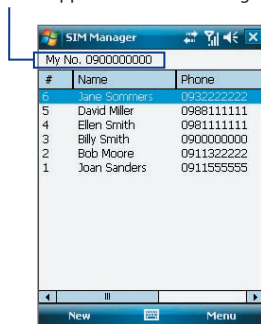 SIM Manager
My No. 0900000000
# Name Phone
6 Jane Sommers 0932222222
5 David Miller 0988111111
4 Ellen Smith 0981111111
3 Billy Smith 0900000000
2 Bob Moore 0911322222
1 Joan Sanders 0911555555
New Menu